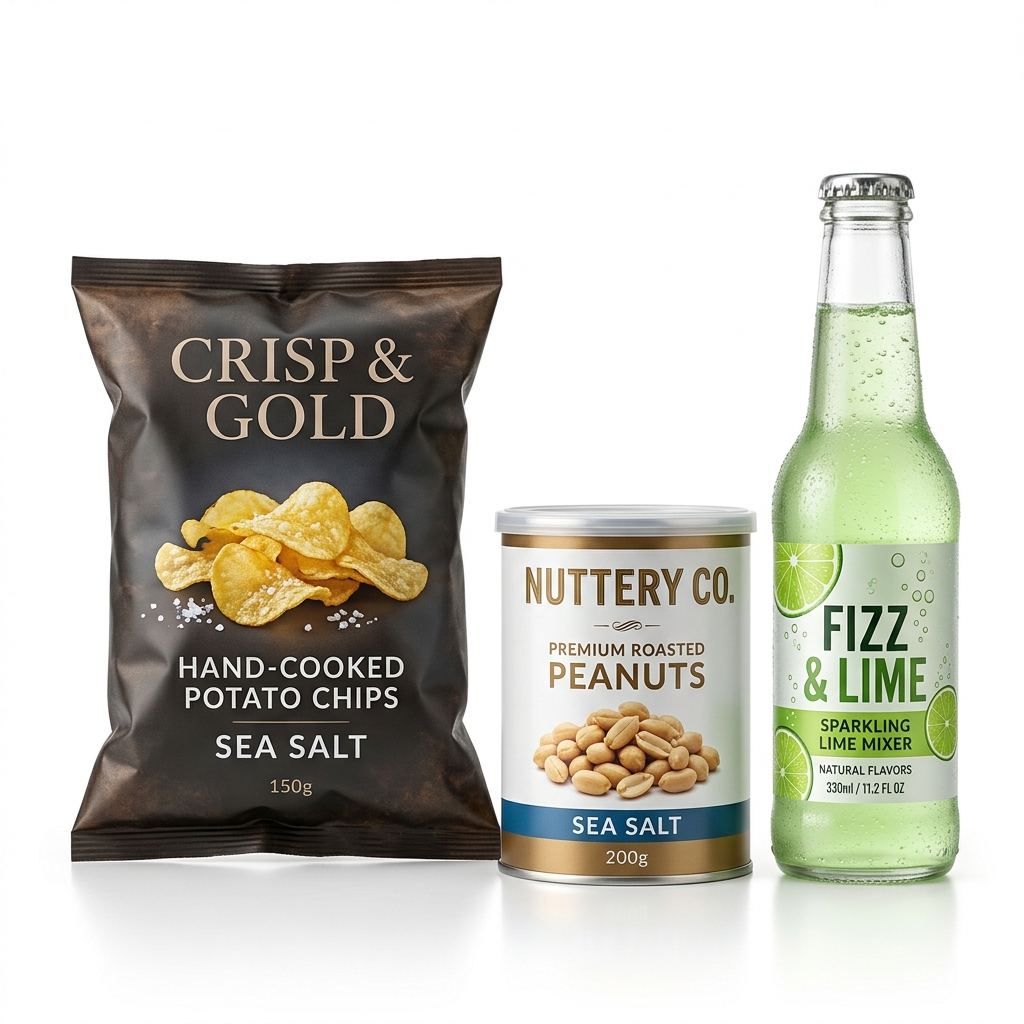 CRISP &
GOLD
HAND-COOKED
POTATO CHIPS
SEA SALT
150g
NUTTERY CO.
PREMIUM ROASTED
PEANUTS
SEA SALT
200g
FIZZ
& LIME
SPARKLING
LIME MIXER
NATURAL FLAVORS
330ml / 11.2 FL OZ